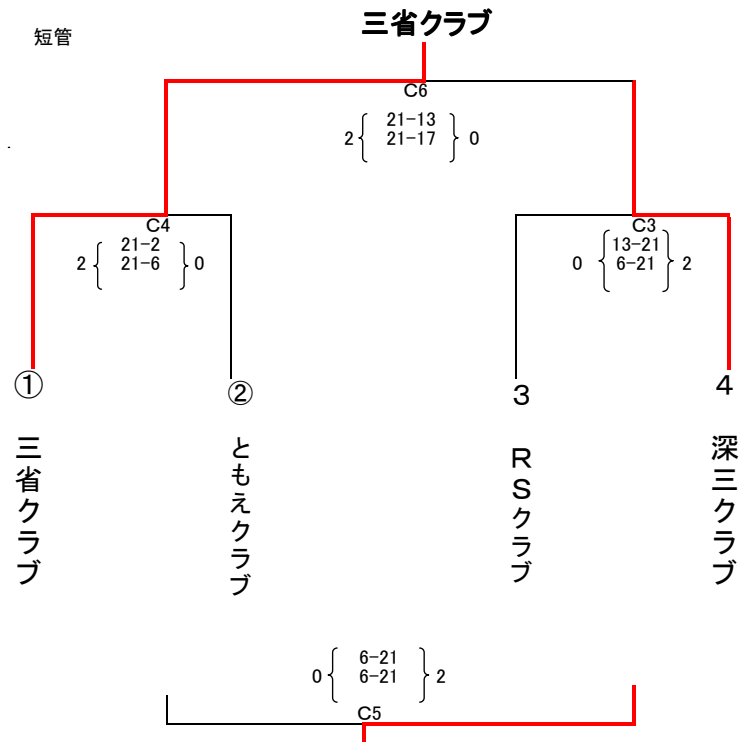 三省クラブ
短管
C6
2 { 21-13 } 0
21-17
C4
2 { 21-2 } 0
21-6
C3
0 { 13-21 } 2
6-21
①
②
3
4
三省クラブ
ともえクラブ
RSクラブ
深三クラブ
0 { 6-21 } 2
6-21
C5